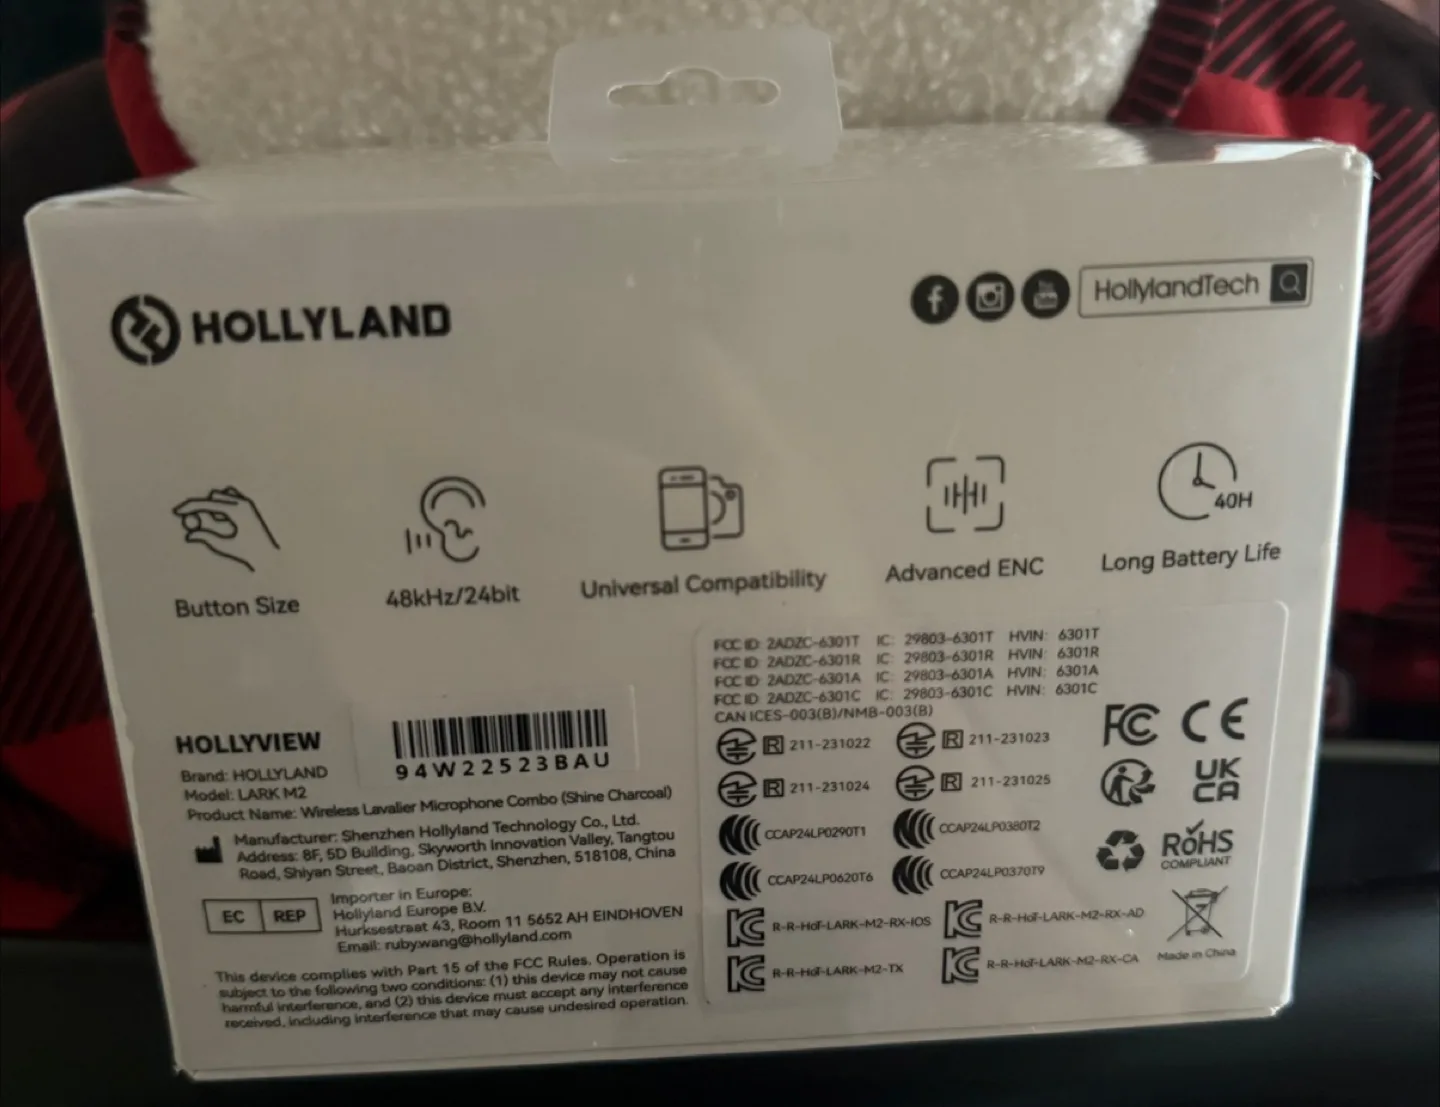 HOLLYLAND
HollylandTech
Button Size
48kHz/24bit
Universal Compatibility
Advanced ENC
40H
Long Battery Life
HOLLYVIEW
94W22523BAU
Brand: HOLLYLAND
Model: LARK M2
Product Name: Wireless Lavalier Microphone Combo (Shine Charcoal)
Manufacturer: Shenzhen Hollyland Technology Co., Ltd.
Address: 8F, 5D Building, Skyworth Innovation Valley, Tangtou
Road, Shiyan Street, Baoan District, Shenzhen, 518108, China
EC REP
Importer in Europe:
Hollyland Europe B.V.
Hurksestraat 43, Room 11 5652 AH EINDHOVEN
Email: ruby.wang@hollyland.com
This device complies with Part 15 of the FCC Rules. Operation is
subject to the following two conditions: (1) this device may not cause
harmful interference, and (2) this device must accept any interference
received, including interference that may cause undesired operation.
FCC ID: 2ADZC-6301T IC: 29803-6301T HVIN: 6301T
FCC ID: 2ADZC-6301R IC: 29803-6301R HVIN: 6301R
FCC ID: 2ADZC-6301A IC: 29803-6301A HVIN: 6301A
FCC ID: 2ADZC-6301C IC: 29803-6301C HVIN: 6301C
CAN ICES-003(B)/NMB-003(B)
R 211-231022 R 211-231023
R 211-231024 R 211-231025
CCAP24LP0290T1 CCAP24LP0380T2
CCAP24LP0620T6 CCAP24LP0370T9
R-R-HoT-LARK-M2-RX-IOS R-R-HoT-LARK-M2-RX-AD
R-R-HoT-LARK-M2-TX R-R-HoT-LARK-M2-RX-CA
FC CE
UK
CA
RoHS
COMPLIANT
Made in China